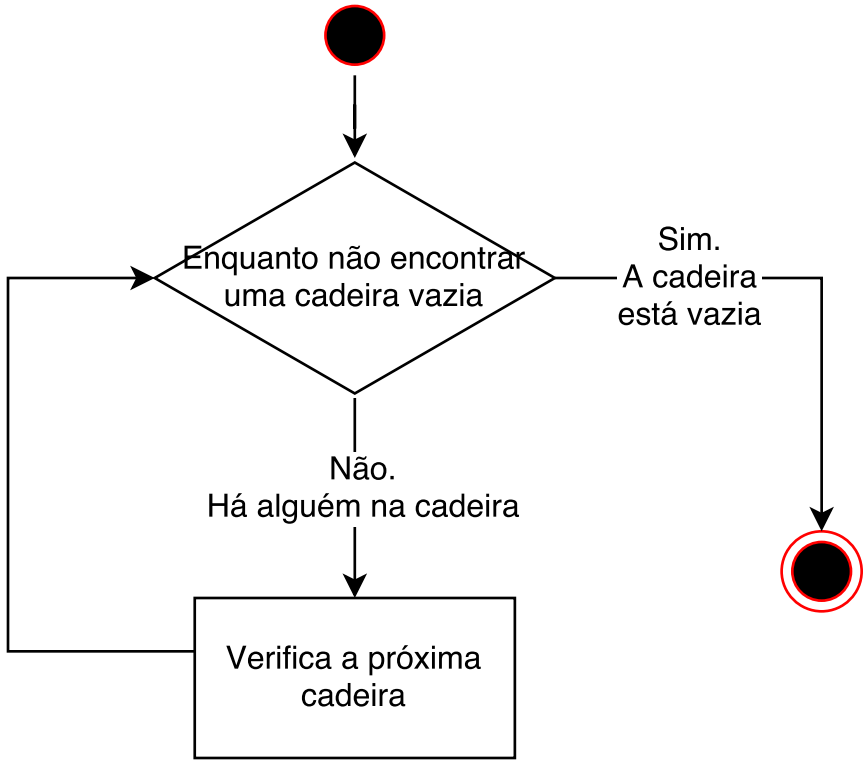 Enquanto não encontrar
uma cadeira vazia
Sim.
A cadeira
está vazia
Não.
Há alguém na cadeira
Verifica a próxima
cadeira